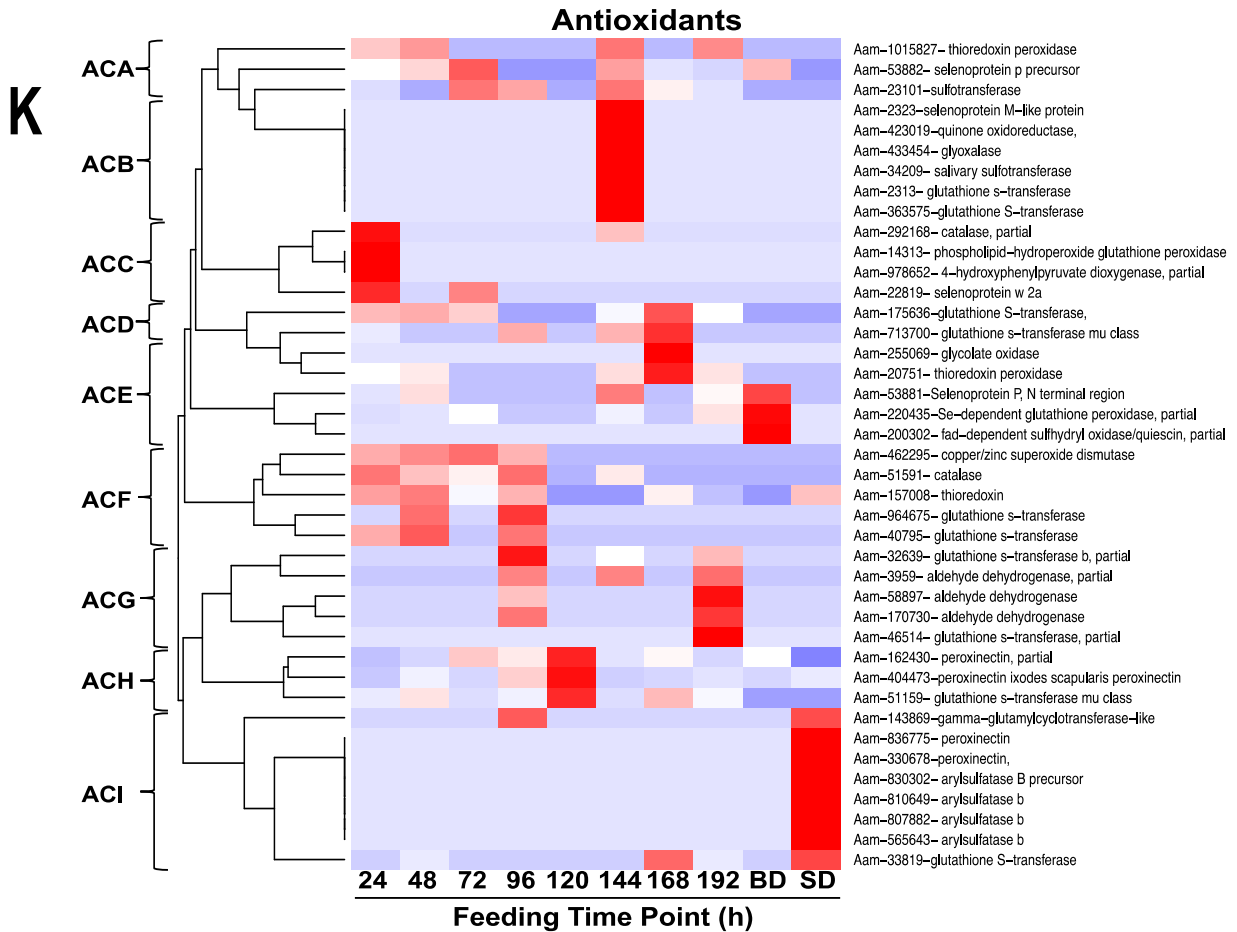 Antioxidants
K
ACA
ACB
ACC
ACD
ACE
ACF
ACG
ACH
ACI
Aam–1015827– thioredoxin peroxidase
Aam–53882– selenoprotein p precursor
Aam–23101–sulfotransferase
Aam–2323–selenoprotein M–like protein
Aam–423019–quinone oxidoreductase,
Aam–433454– glyoxalase
Aam–34209– salivary sulfotransferase
Aam–2313– glutathione s–transferase
Aam–363575–glutathione S–transferase
Aam–292168– catalase, partial
Aam–14313– phospholipid–hydroperoxide glutathione peroxidase
Aam–978652– 4–hydroxyphenylpyruvate dioxygenase, partial
Aam–22819– selenoprotein w 2a
Aam–175636–glutathione S–transferase,
Aam–713700– glutathione s–transferase mu class
Aam–255069– glycolate oxidase
Aam–20751– thioredoxin peroxidase
Aam–53881–Selenoprotein P, N terminal region
Aam–220435–Se–dependent glutathione peroxidase, partial
Aam–200302– fad–dependent sulfhydryl oxidase/quiescin, partial
Aam–462295– copper/zinc superoxide dismutase
Aam–51591– catalase
Aam–157008– thioredoxin
Aam–964675– glutathione s–transferase
Aam–40795– glutathione s–transferase
Aam–32639– glutathione s–transferase b, partial
Aam–3959– aldehyde dehydrogenase, partial
Aam–58897– aldehyde dehydrogenase
Aam–170730– aldehyde dehydrogenase
Aam–46514– glutathione s–transferase, partial
Aam–162430– peroxinectin, partial
Aam–404473–peroxinectin ixodes scapularis peroxinectin
Aam–51159– glutathione s–transferase mu class
Aam–143869–gamma–glutamylcyclotransferase–like
Aam–836775– peroxinectin
Aam–330678–peroxinectin,
Aam–830302– arylsulfatase B precursor
Aam–810649– arylsulfatase b
Aam–807882– arylsulfatase b
Aam–565643– arylsulfatase b
Aam–33819–glutathione S–transferase
24 48 72 96 120 144 168 192 BD SD
Feeding Time Point (h)